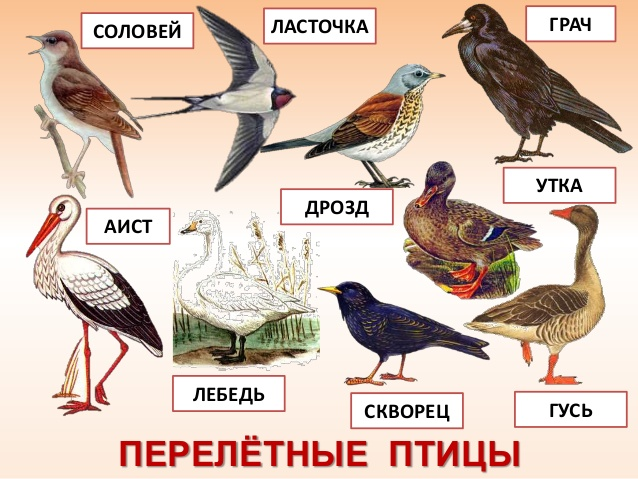 СОЛОВЕЙ
ЛАСТОЧКА
ГРАЧ
УТКА
ДРОЗД
АИСТ
ЛЕБЕДЬ
СКВОРЕЦ
ГУСЬ
ПЕРЕЛЁТНЫЕ ПТИЦЫ